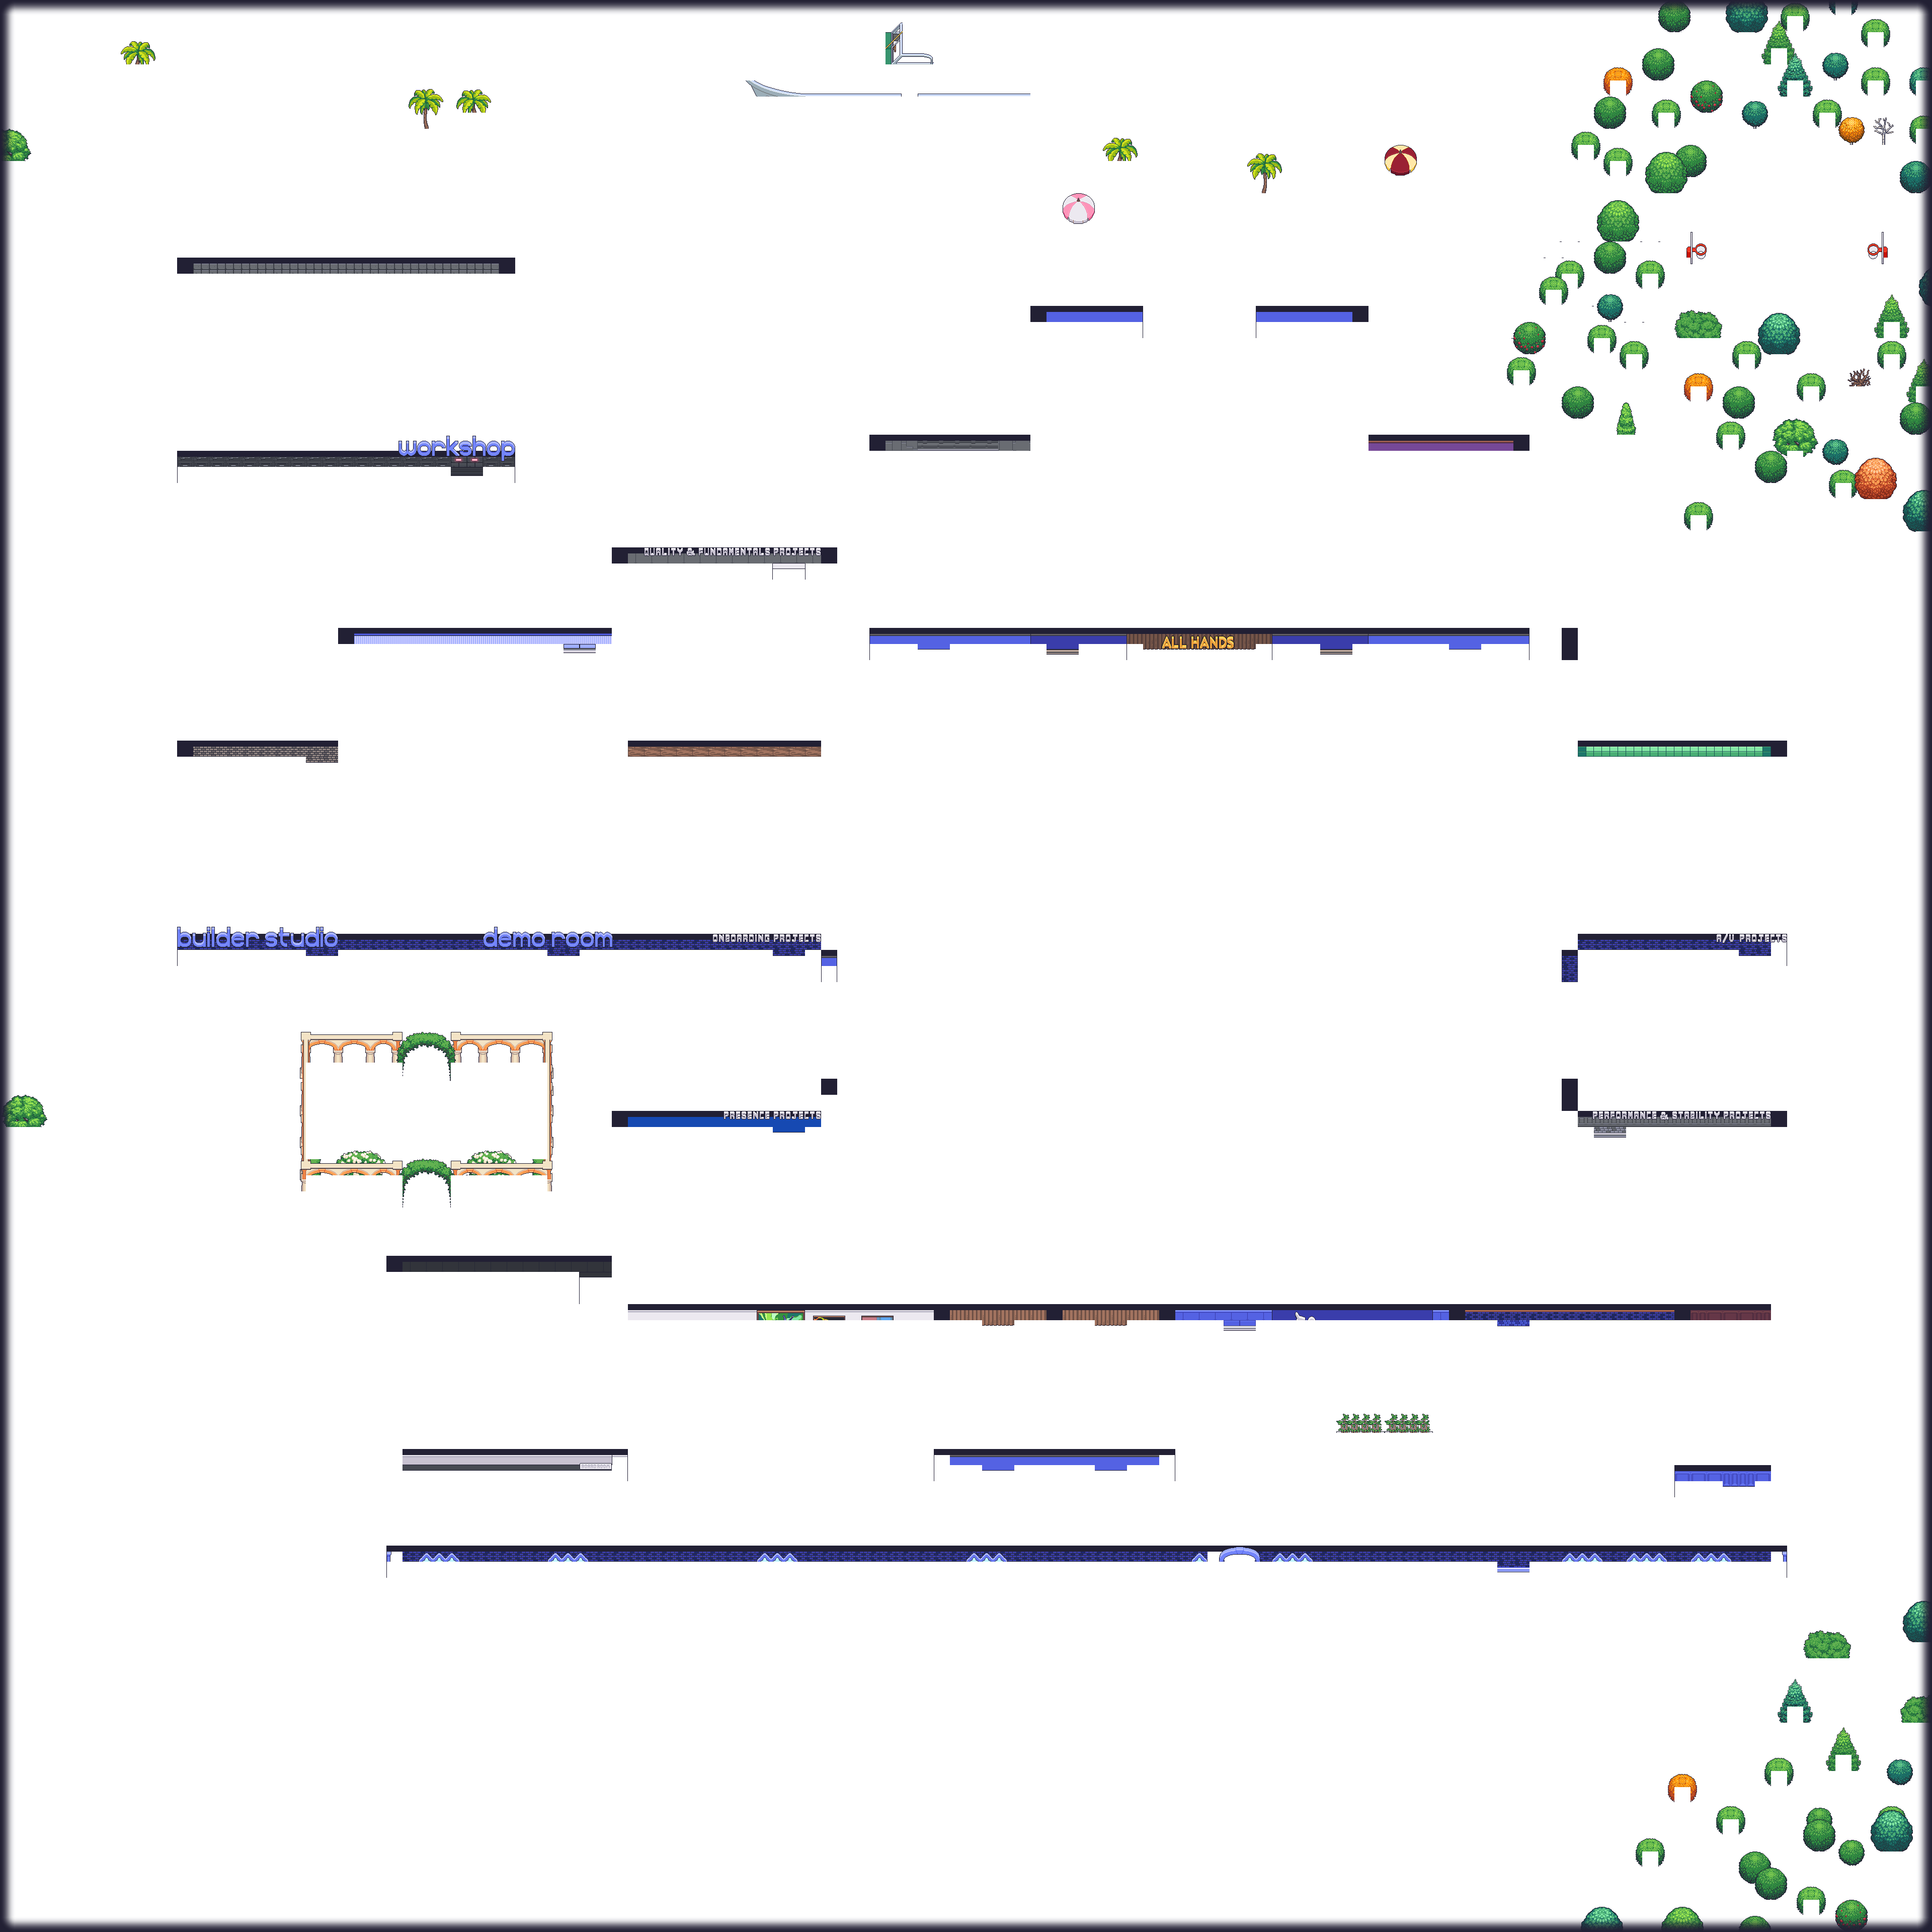 workshop
QUALITY & FUNDAMENTALS PROJECTS
ALL HANDS
builder studio
demo room
ONBOARDING PROJECTS
A/V PROJECTS
PRESENCE PROJECTS
PERFORMANCE & STABILITY PROJECTS